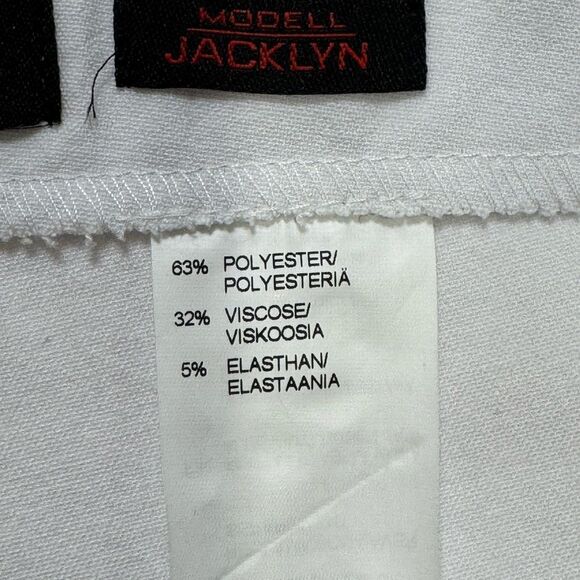 MODELL
JACKLYN
63% POLYESTER/
POLYESTERIÄ
32% VISCOSE/
VISKOOSIA
5% ELASTHAN/
ELASTAANIA